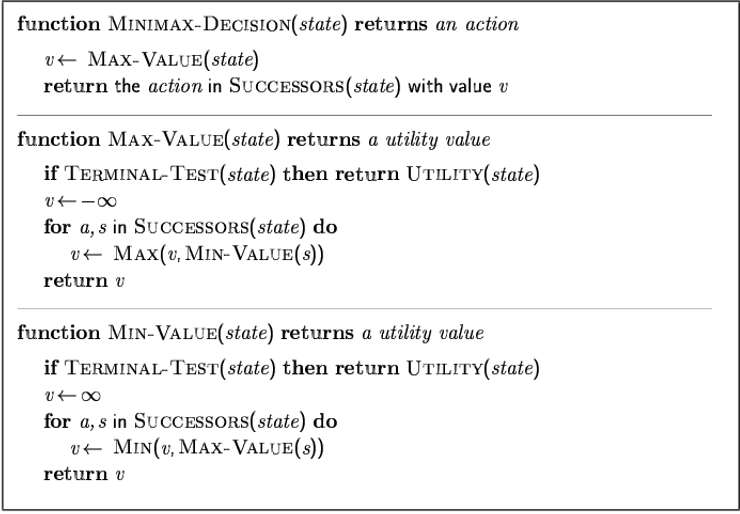 function MINIMAX-DECISION(state) returns an action
v ← MAX-VALUE(state)
return the action in SUCCESSORS(state) with value v
function MAX-VALUE(state) returns a utility value
if TERMINAL-TEST(state) then return UTILITY(state)
v ← −∞
for a, s in SUCCESSORS(state) do
v ← MAX(v, MIN-VALUE(s))
return v
function MIN-VALUE(state) returns a utility value
if TERMINAL-TEST(state) then return UTILITY(state)
v ← ∞
for a, s in SUCCESSORS(state) do
v ← MIN(v, MAX-VALUE(s))
return v